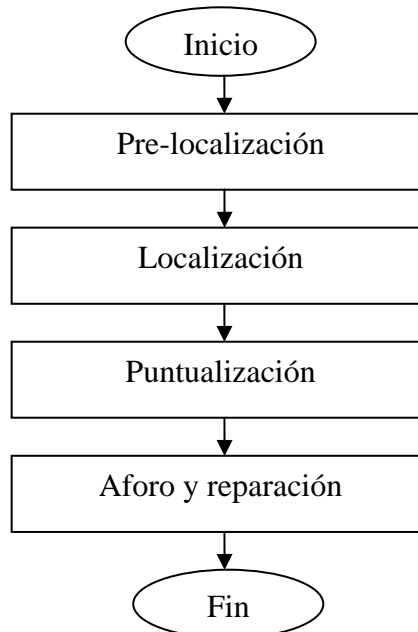 Inicio
Pre-localización
Localización
Puntualización
Aforo y reparación
Fin